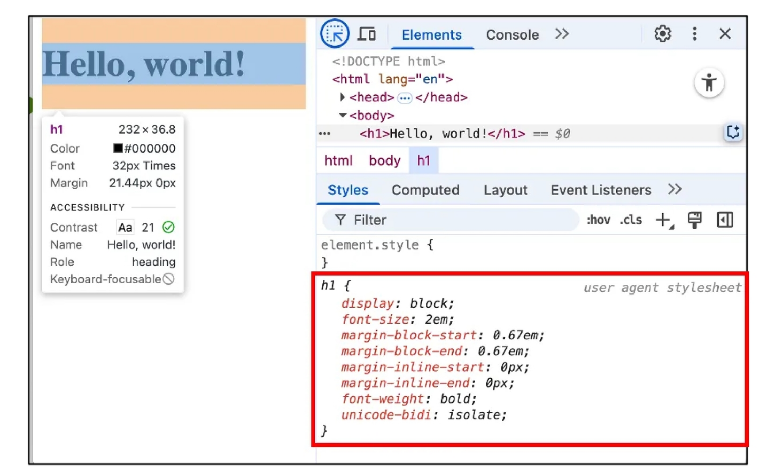 Hello, world!
h1 232 × 36.8
Color #000000
Font 32px Times
Margin 21.44px 0px
ACCESSIBILITY
Contrast Aa 21
Name Hello, world!
Role heading
Keyboard-focusable
Elements Console >>
<!DOCTYPE html>
<html lang="en">
<head> ... </head>
<body>
... <h1>Hello, world!</h1> == $0
html body h1
Styles Computed Layout Event Listeners >>
Filter :hov .cls
element.style {
}
h1 { user agent stylesheet
display: block;
font-size: 2em;
margin-block-start: 0.67em;
margin-block-end: 0.67em;
margin-inline-start: 0px;
margin-inline-end: 0px;
font-weight: bold;
unicode-bidi: isolate;
}